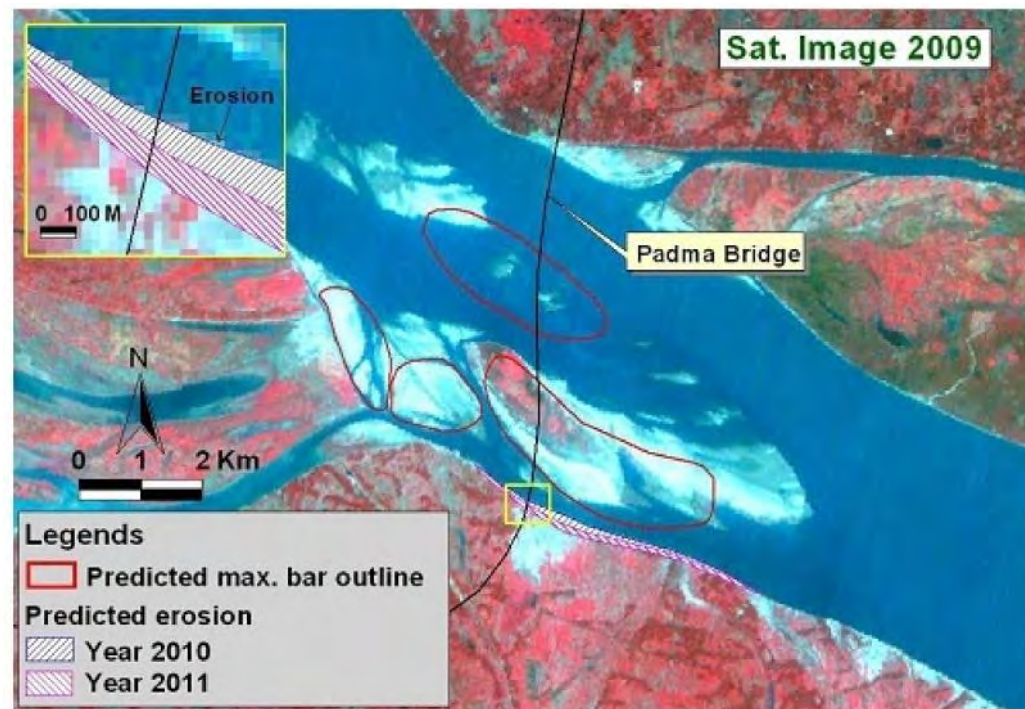 Sat. Image 2009
Erosion
0 100 M
Padma Bridge
N
0 1 2 Km
Legends
Predicted max. bar outline
Predicted erosion
Year 2010
Year 2011